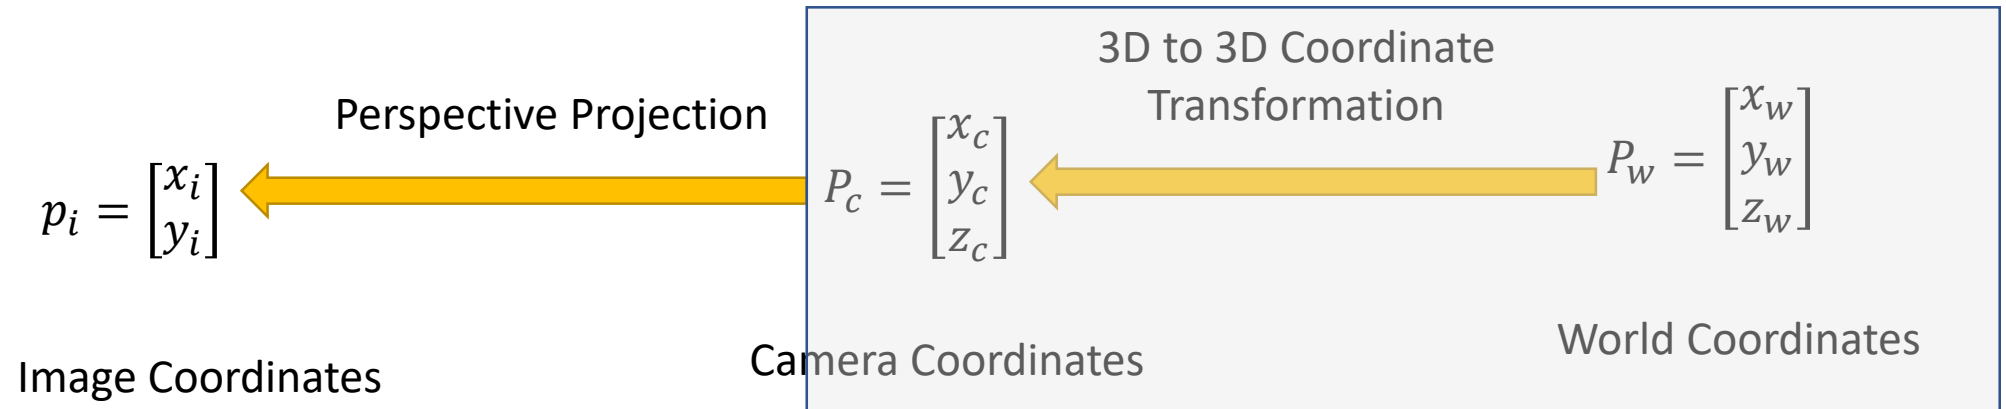 3D to 3D Coordinate
Transformation
Perspective Projection
p_i = [x_i y_i]
P_c = [x_c y_c z_c]
P_w = [x_w y_w z_w]
Image Coordinates
Camera Coordinates
World Coordinates